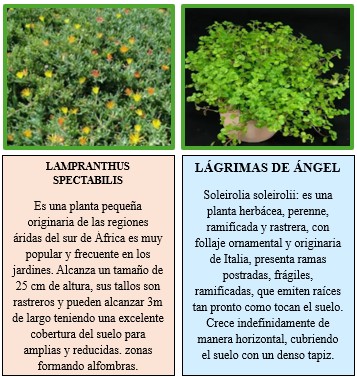 LAMPRANTHUS
SPECTABILIS
Es una planta pequeña
originaria de las regiones
áridas del sur de África es muy
popular y frecuente en los
jardines. Alcanza un tamaño de
25 cm de altura, sus tallos son
rastreros y pueden alcanzar 3m
de largo teniendo una excelente
cobertura del suelo para
amplias y reducidas. zonas
formando alfombras.
LÁGRIMAS DE ÁNGEL
Soleirolia soleirolii: es una
planta herbácea, perenne,
ramificada y rastrera, con
follaje ornamental y originaria
de Italia, presenta ramas
postradas, frágiles,
ramificadas, que emiten raíces
tan pronto como tocan el suelo.
Crece indefinidamente de
manera horizontal, cubriendo
el suelo con un denso tapiz.